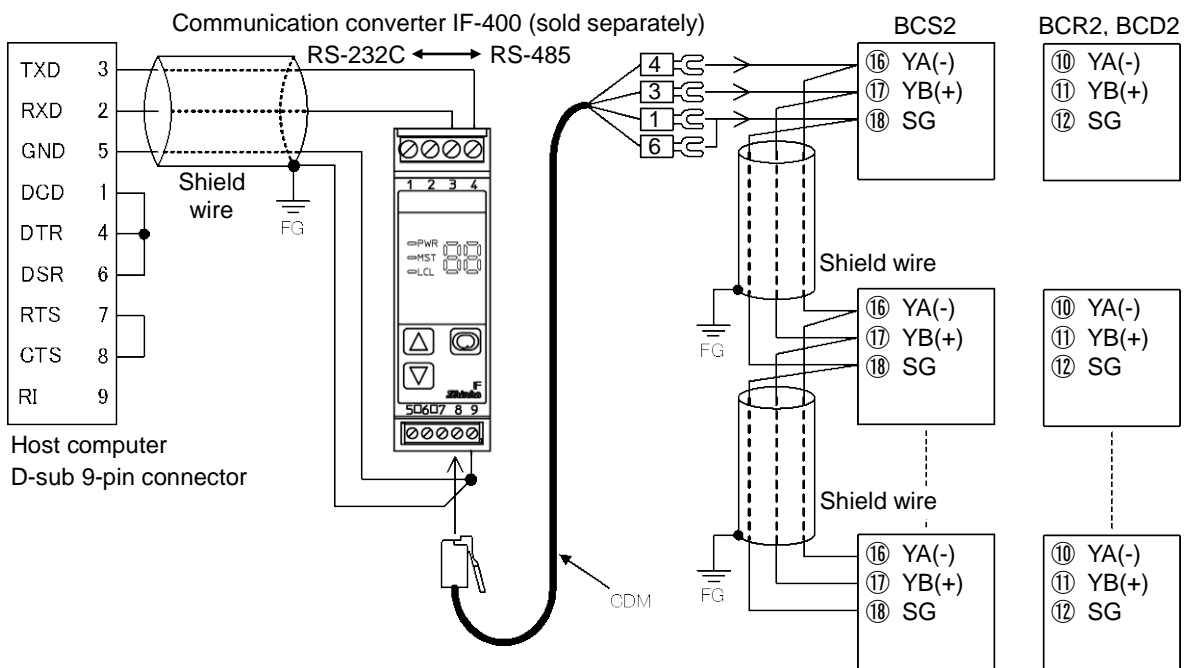 Communication converter IF-400 (sold separately)
RS-232C RS-485
TXD 3
RXD 2
GND 5
DCD 1
DTR 4
DSR 6
RTS 7
CTS 8
RI 9
Host computer
D-sub 9-pin connector
Shield
wire
FG
1 2 3 4
PWR
MST
LCL
IF
Shinko
5 6 7 8 9
CDM
4
3
1
6
BCS2
⑯ YA(-)
⑰ YB(+)
⑱ SG
Shield wire
FG
⑯ YA(-)
⑰ YB(+)
⑱ SG
Shield wire
FG
⑯ YA(-)
⑰ YB(+)
⑱ SG
BCR2, BCD2
⑩ YA(-)
⑪ YB(+)
⑫ SG
⑩ YA(-)
⑪ YB(+)
⑫ SG
⑩ YA(-)
⑪ YB(+)
⑫ SG